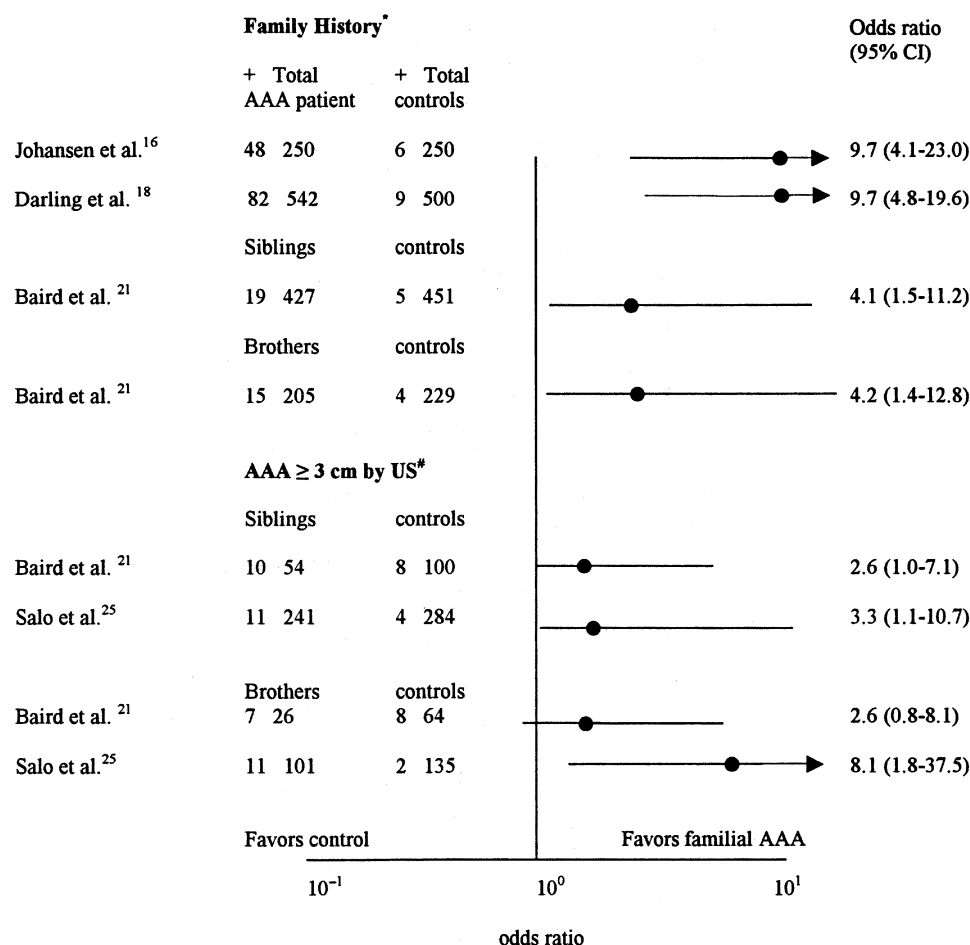 Family History* Odds ratio
(95% CI)
+ Total + Total
AAA patient controls
Johansen et al.16 48 250 6 250 9.7 (4.1-23.0)
Darling et al. 18 82 542 9 500 9.7 (4.8-19.6)
Siblings controls
Baird et al. 21 19 427 5 451 4.1 (1.5-11.2)
Brothers controls
Baird et al. 21 15 205 4 229 4.2 (1.4-12.8)
AAA ≥ 3 cm by US#
Siblings controls
Baird et al. 21 10 54 8 100 2.6 (1.0-7.1)
Salo et al.25 11 241 4 284 3.3 (1.1-10.7)
Brothers controls
Baird et al. 21 7 26 8 64 2.6 (0.8-8.1)
Salo et al.25 11 101 2 135 8.1 (1.8-37.5)
Favors control Favors familial AAA
10⁻¹ 10⁰ 10¹
odds ratio